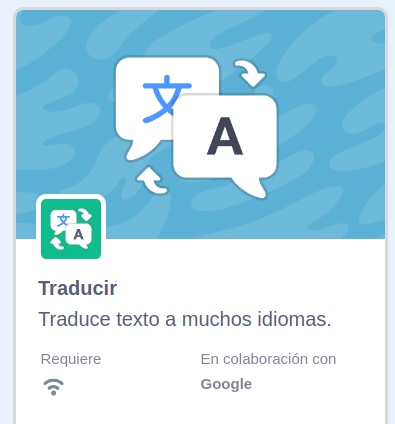 文
A
文
A
Traducir
Traduce texto a muchos idiomas.
Requiere
En colaboración con
Google